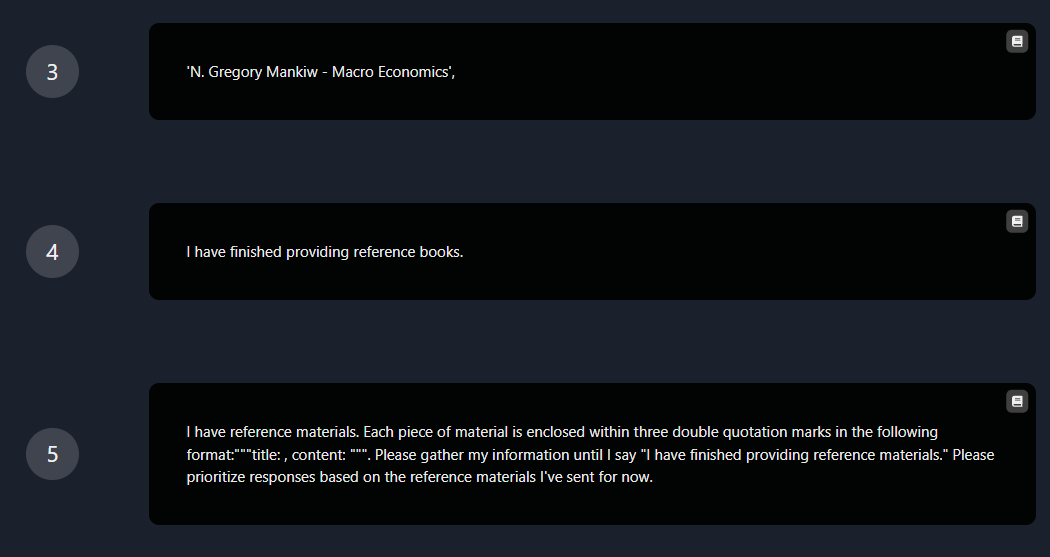 3
'N. Gregory Mankiw - Macro Economics',
4
I have finished providing reference books.
5
I have reference materials. Each piece of material is enclosed within three double quotation marks in the following
format:"""title: , content: """. Please gather my information until I say "I have finished providing reference materials." Please
prioritize responses based on the reference materials I've sent for now.